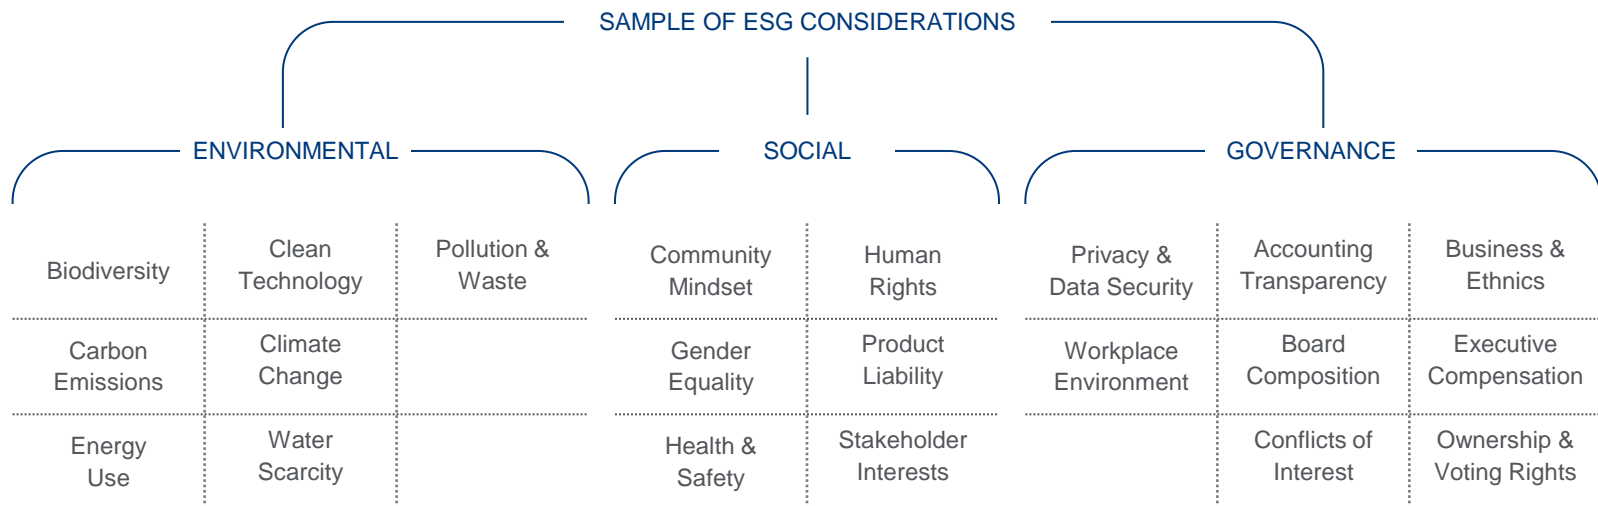 SAMPLE OF ESG CONSIDERATIONS
ENVIRONMENTAL
SOCIAL
GOVERNANCE
Biodiversity
Clean
Technology
Pollution &
Waste
Carbon
Emissions
Climate
Change
Energy
Use
Water
Scarcity
Community
Mindset
Human
Rights
Gender
Equality
Product
Liability
Health &
Safety
Stakeholder
Interests
Privacy &
Data Security
Accounting
Transparency
Business &
Ethnics
Workplace
Environment
Board
Composition
Executive
Compensation
Conflicts of
Interest
Ownership &
Voting Rights